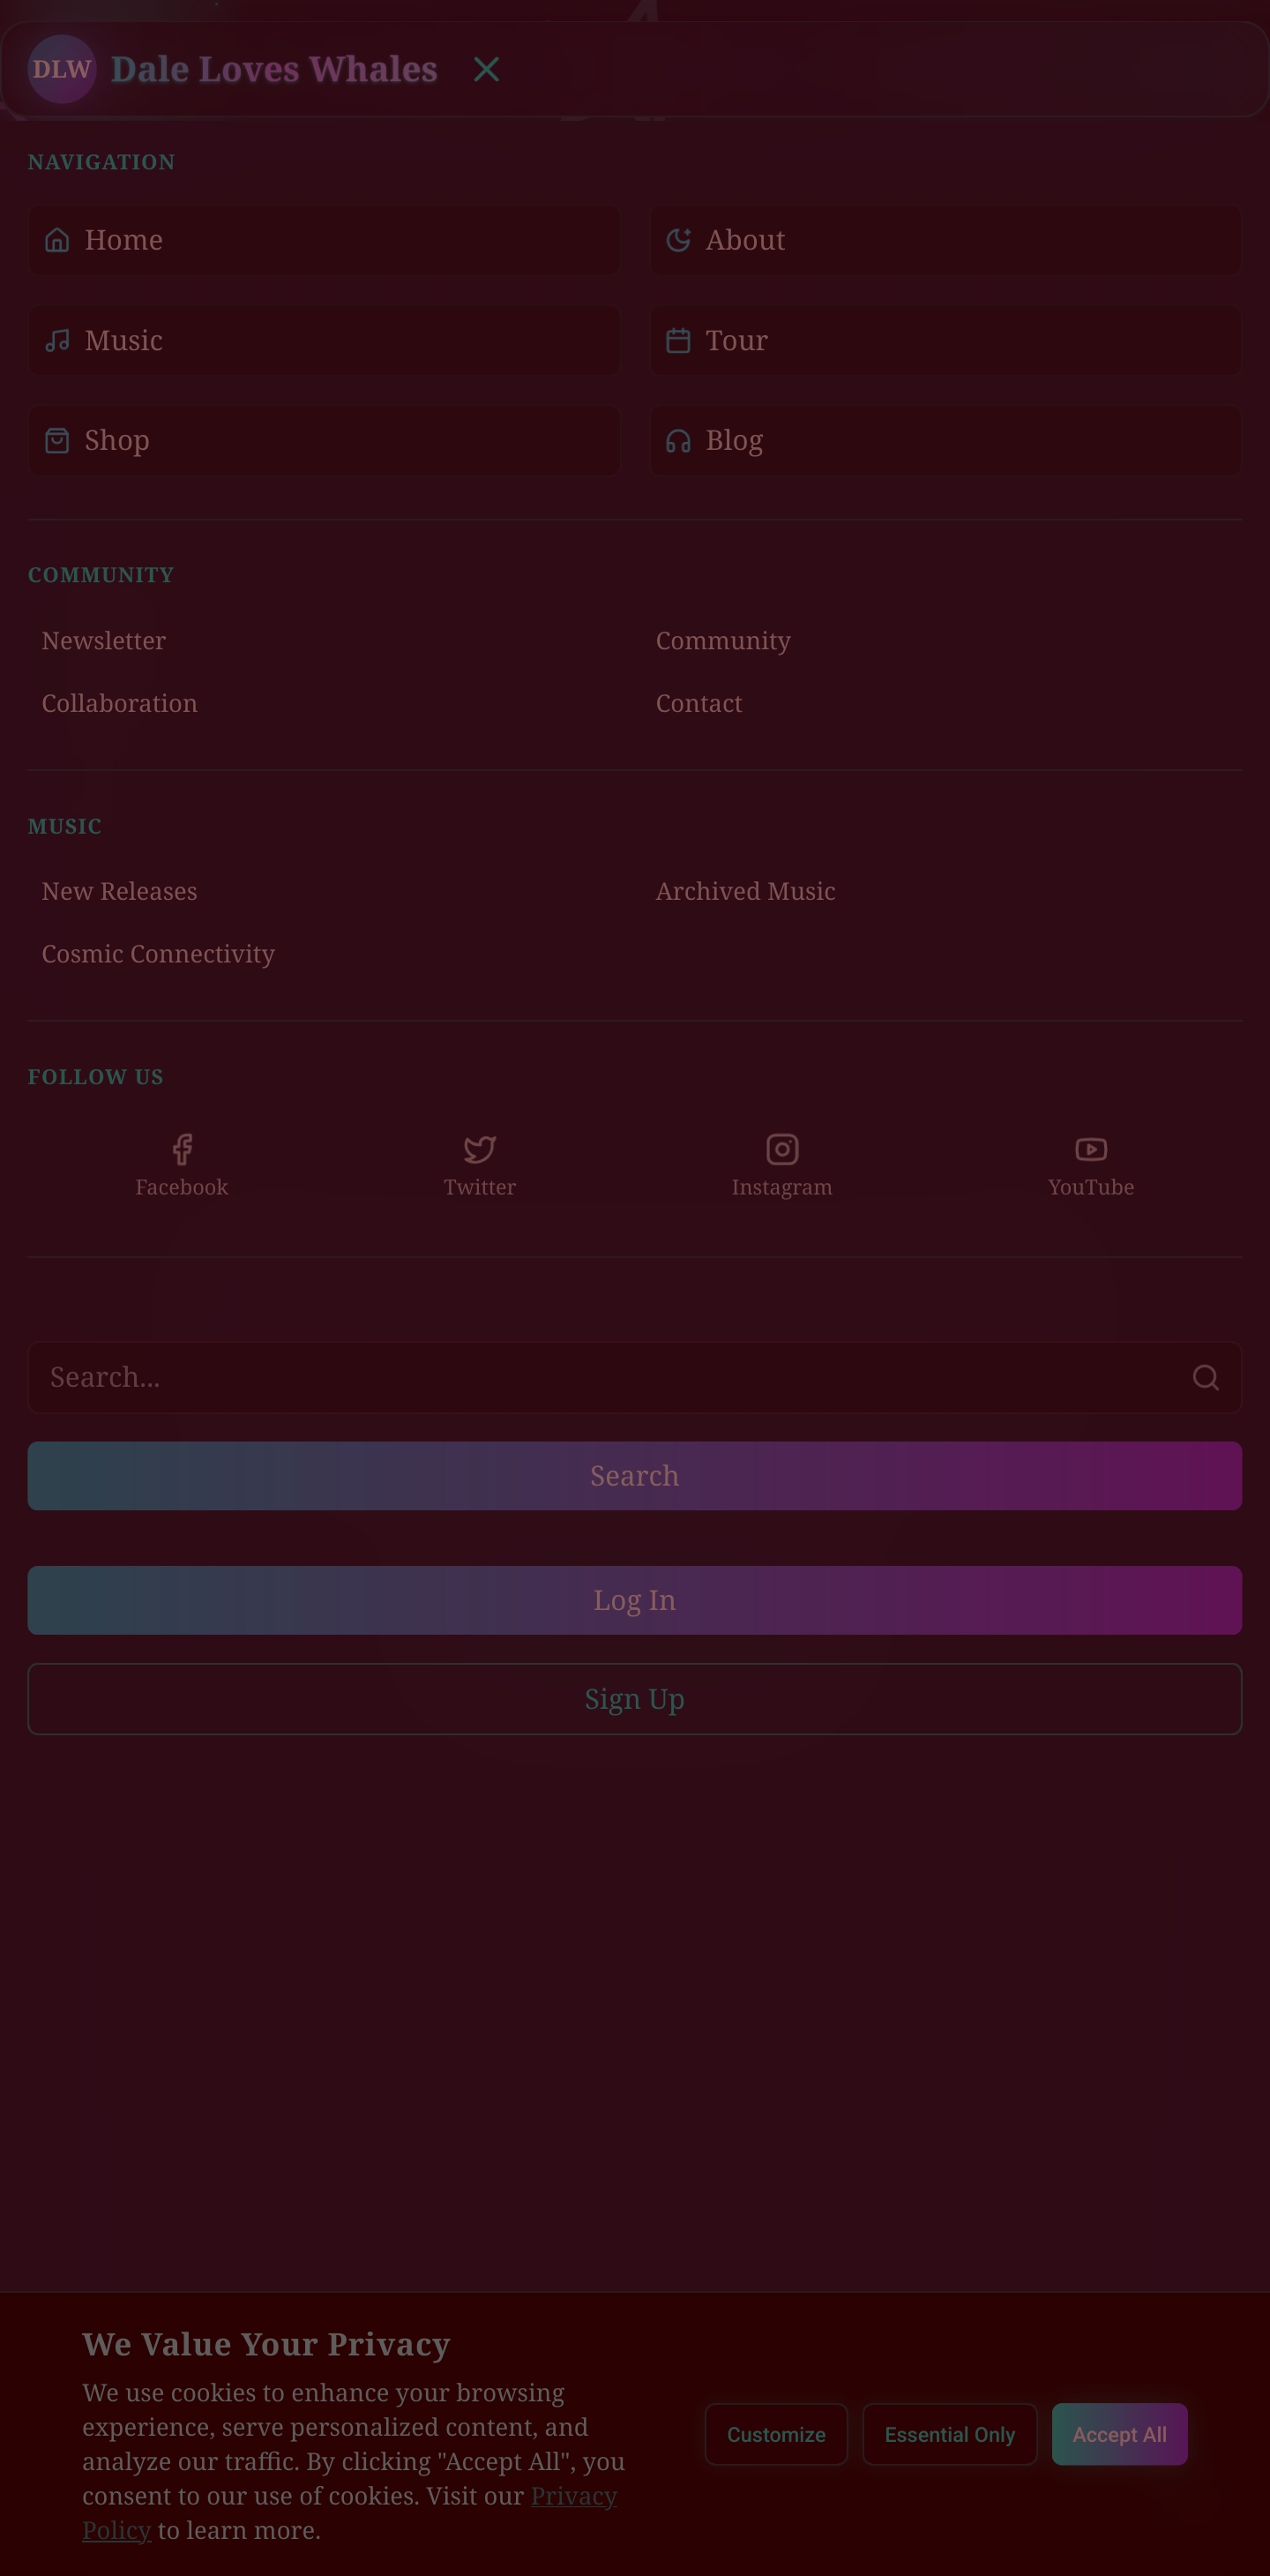 DLW Dale Loves Whales
NAVIGATION
Home
About
Music
Tour
Shop
Blog
COMMUNITY
Newsletter
Community
Collaboration
Contact
MUSIC
New Releases
Archived Music
Cosmic Connectivity
FOLLOW US
Facebook
Twitter
Instagram
YouTube
Search...
Search
Log In
Sign Up
We Value Your Privacy
We use cookies to enhance your browsing
experience, serve personalized content, and
analyze our traffic. By clicking "Accept All", you
consent to our use of cookies. Visit our Privacy
Policy to learn more.
Customize
Essential Only
Accept All